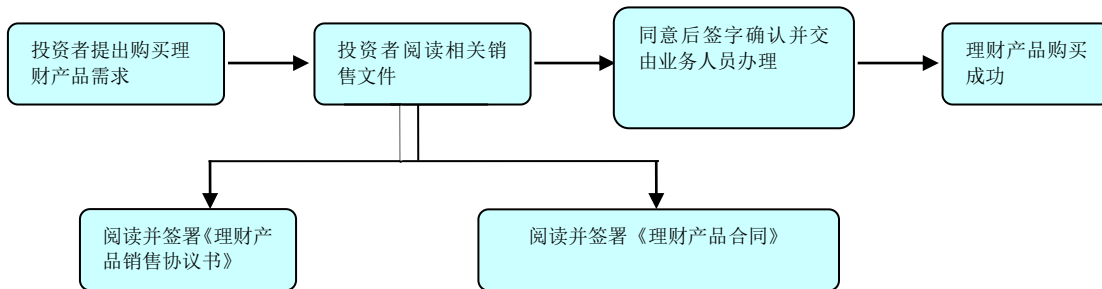 投资者提出购买理
财产品需求
投资者阅读相关销
售文件
同意后签字确认并交
由业务人员办理
理财产品购买
成功
阅读并签署《理财产
品销售协议书》
阅读并签署《理财产品合同》